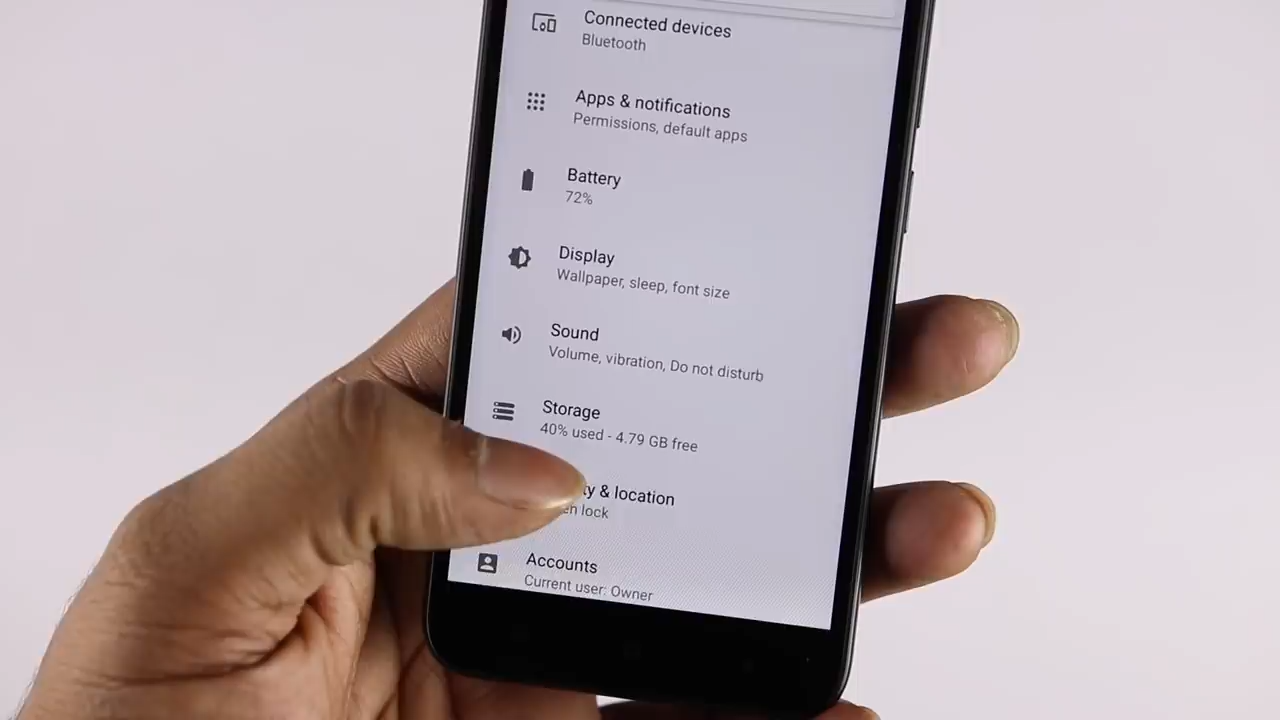 Connected devices
Bluetooth
Apps & notifications
Permissions, default apps
Battery
72%
Display
Wallpaper, sleep, font size
Sound
Volume, vibration, Do not disturb
Storage
40% used - 4.79 GB free
& location
lock
Accounts
Current user: Owner